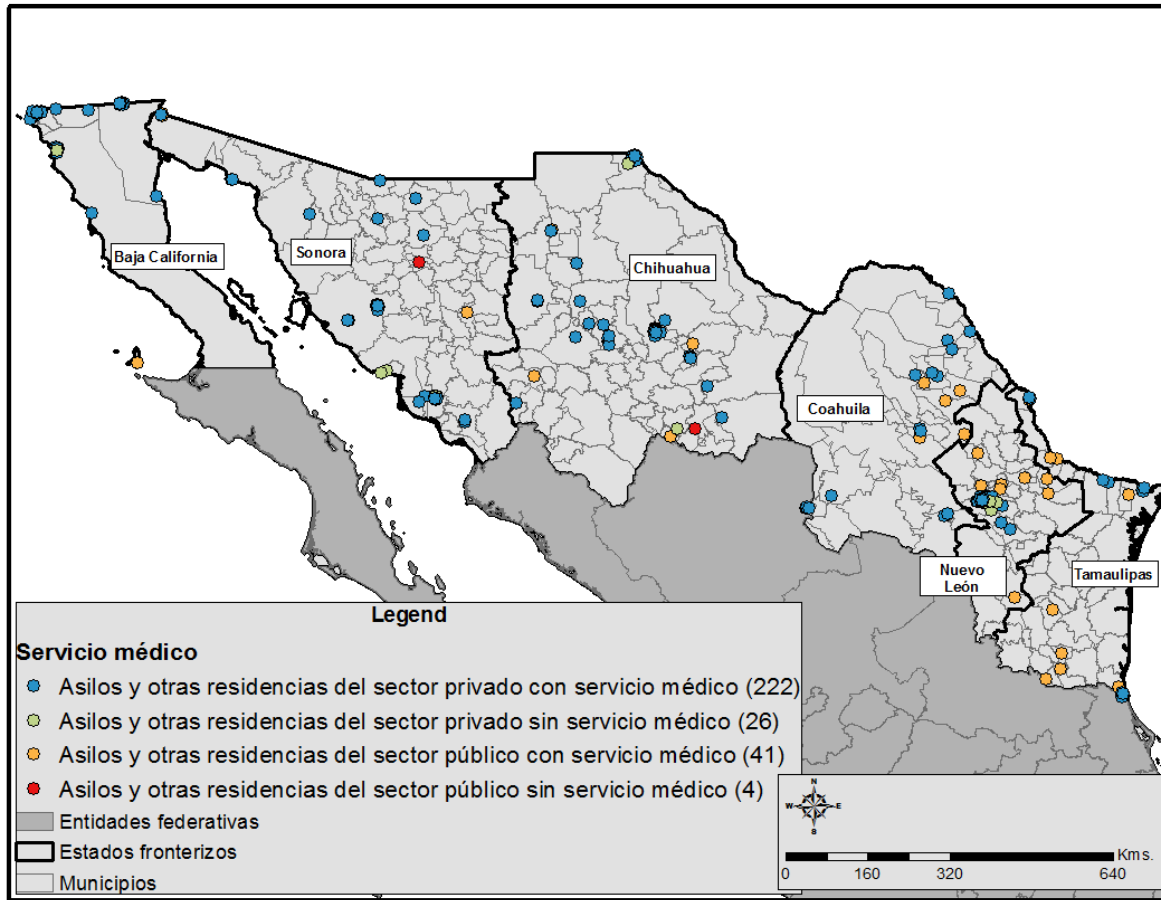 Baja California
Sonora
Chihuahua
Coahuila
Nuevo
León
Tamaulipas
Legend
Servicio médico
Asilos y otras residencias del sector privado con servicio médico (222)
Asilos y otras residencias del sector privado sin servicio médico (26)
Asilos y otras residencias del sector público con servicio médico (41)
Asilos y otras residencias del sector público sin servicio médico (4)
Entidades federativas
Estados fronterizos
Municipios
N
W E
S
Kms.
0 160 320 640